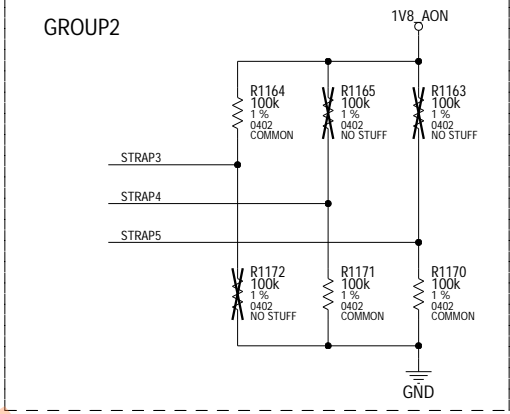 GROUP2
1V8_AON
R1164
100k
1 %
0402
COMMON
R1165
100k
1 %
0402
NO STUFF
R1163
100k
1 %
0402
NO STUFF
STRAP3
STRAP4
STRAP5
R1172
100k
1 %
0402
NO STUFF
R1171
100k
1 %
0402
COMMON
R1170
100k
1 %
0402
COMMON
GND